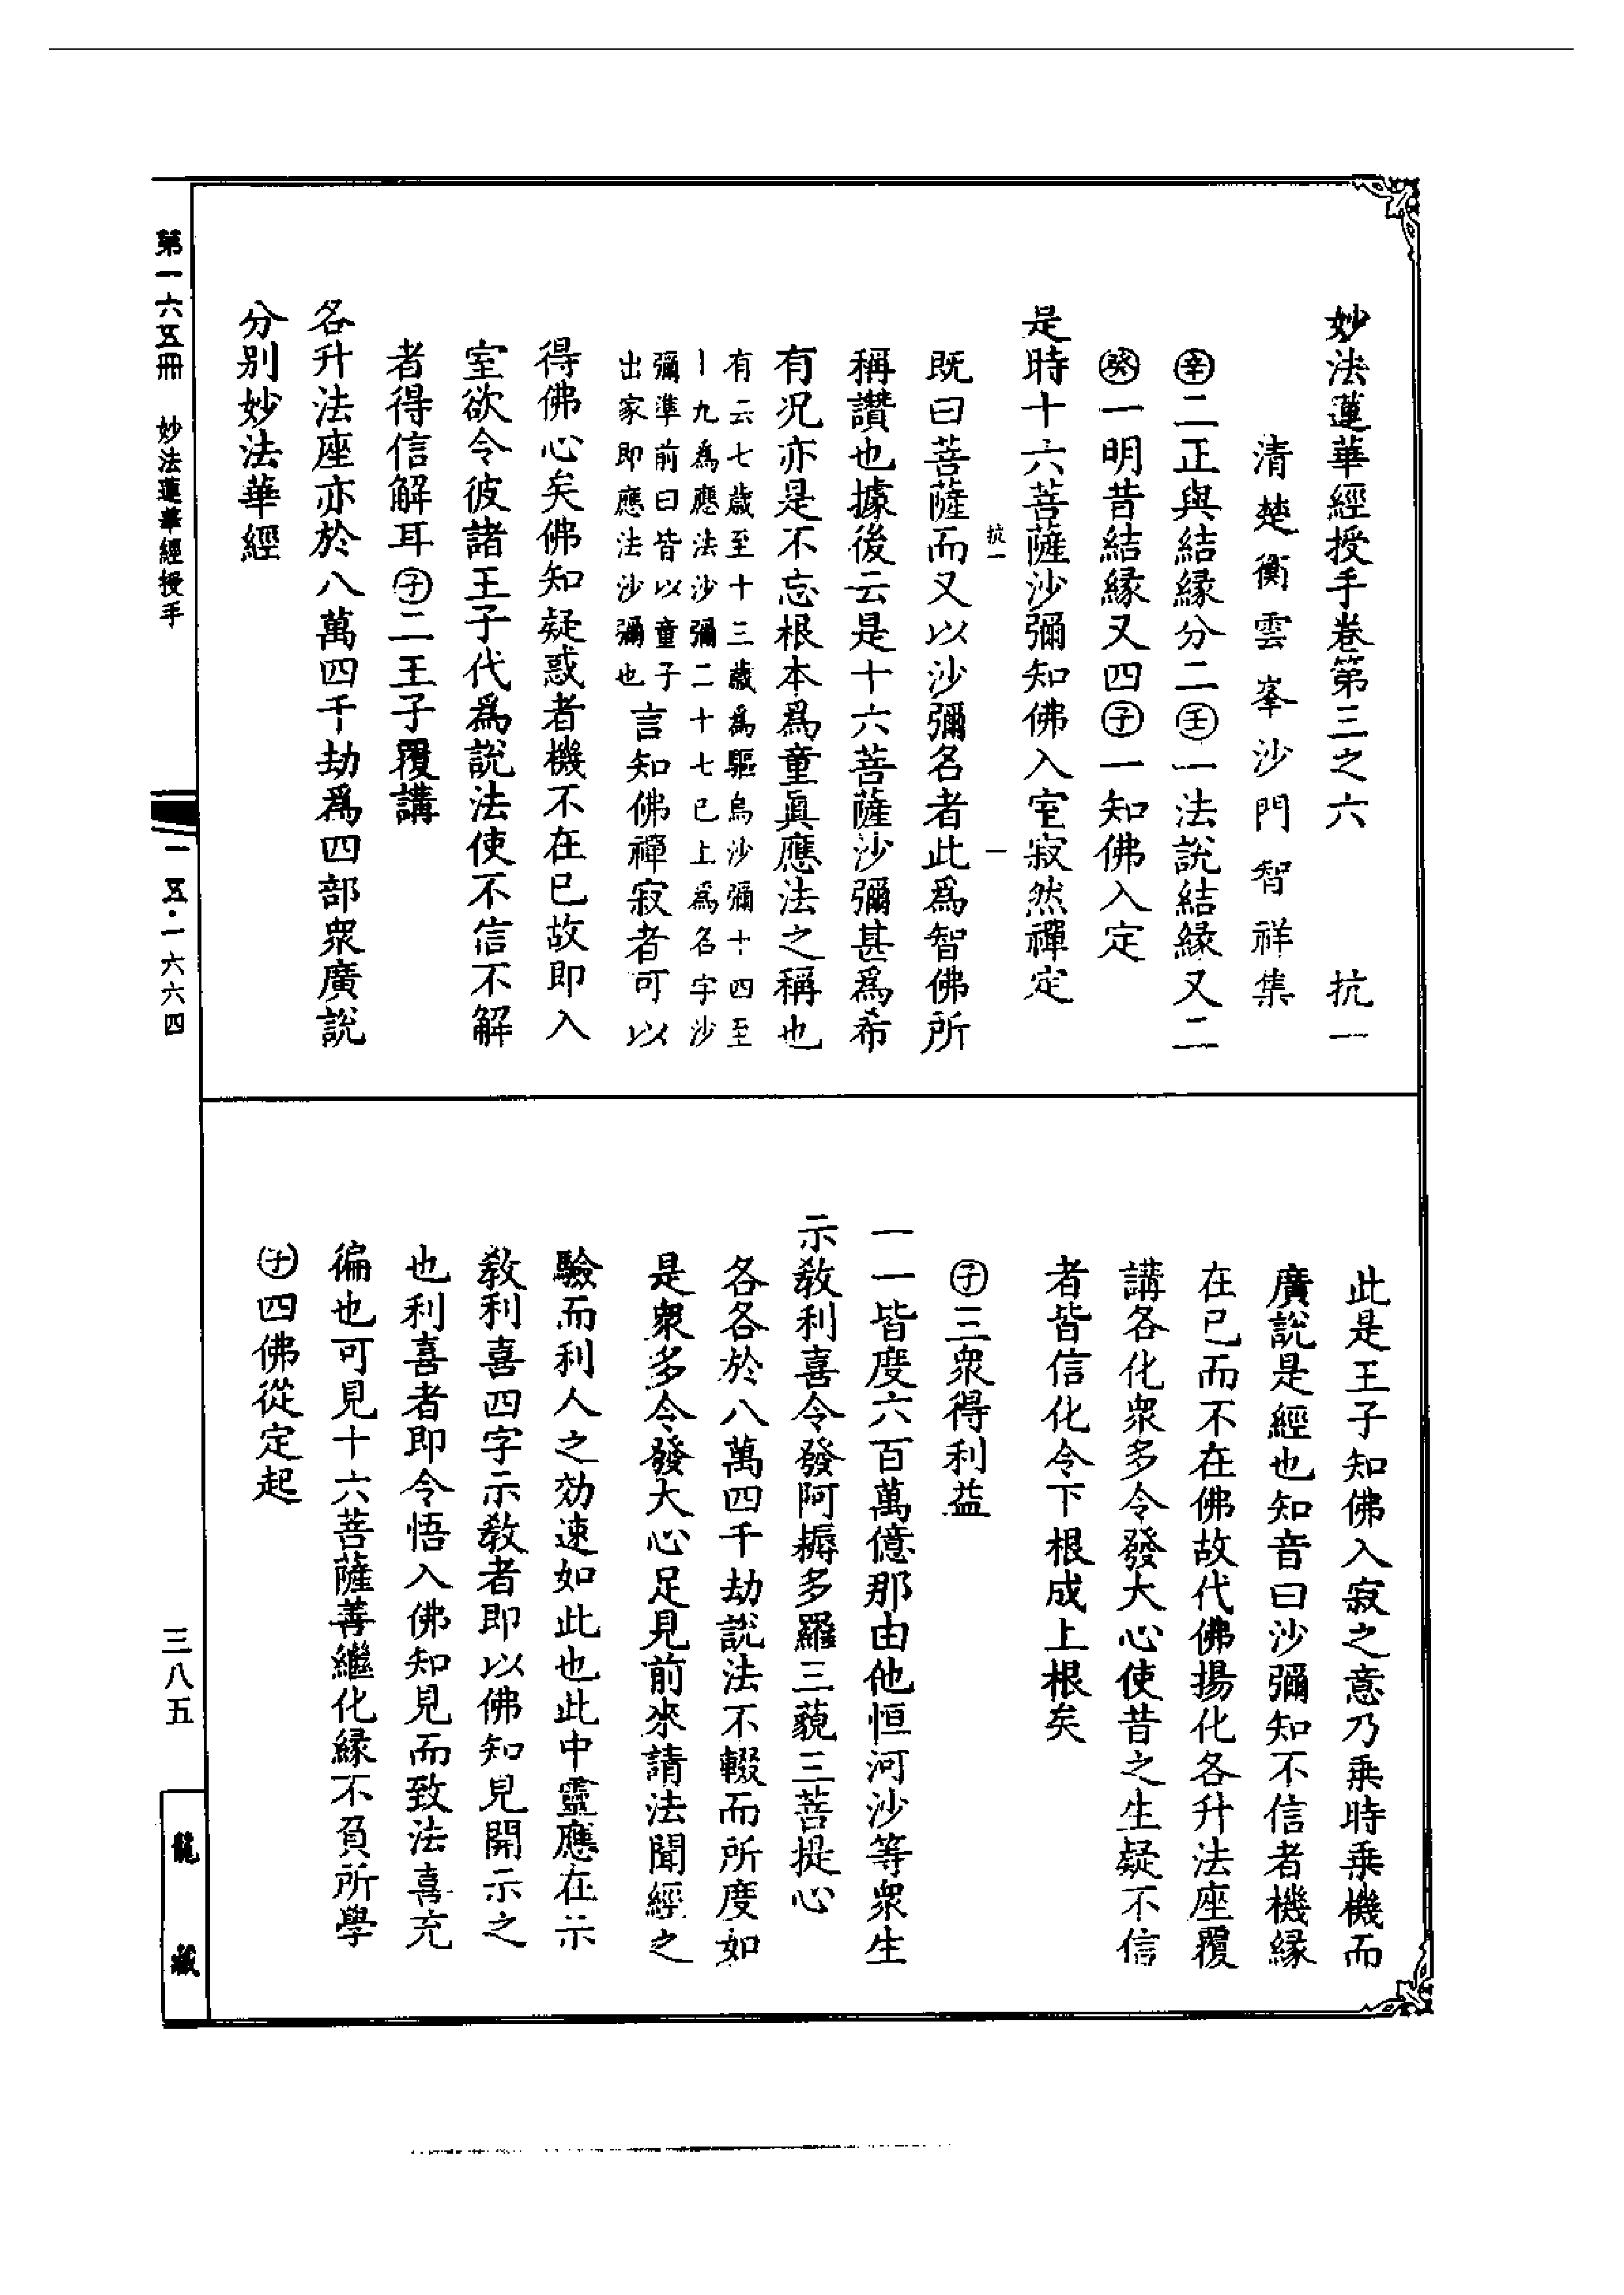 妙法蓮華經授手卷第三之六　抗一
清楚衡雲峯沙門智祥集
㊛二正與結緣分二㊛一法說結緣又二
㊛一明昔結緣又四㊛一知佛入定
是時十六菩薩沙彌知佛入室寂然禪定
抗一　一
既曰菩薩而又以沙彌名者此爲智佛所
稱讚也據後云是十六菩薩沙彌甚爲希
有况亦是不忘根本爲童眞應法之稱也
有云七歲至十三歲爲驅烏沙彌十四至
十九爲應法沙彌二十七已上爲名字沙
彌準前曰皆以童子
出家即應法沙彌也言知佛禪寂者可以
得佛心矣佛知疑惑者機不在已故即入
室欲令彼諸王子代爲說法使不信不解
者得信解耳子二王子覆講
各升法座亦於八萬四千劫爲四部衆廣說
分別妙法華經
此是王子知佛入寂之意乃乘時乘機而
廣說是經也知音曰沙彌知不信者機緣
在已而不在佛故代佛揚化各升法座覆
講各化衆多令發大心使昔之生疑不信
者皆信化令下根成上根矣
子三衆得利益
一一皆度六百萬億那由他恒河沙等衆生
示敎利喜令發阿耨多羅三藐三菩提心
各各於八萬四千劫說法不輟而所度如
是衆多令發大心足見前來請法聞經之
驗而利人之効速如此也此中靈應在示
敎利喜四字示敎者即以佛知見開示之
也利喜者即令悟入佛知見而致法喜充
徧也可見十六菩薩善繼化緣不負所學
子四佛從定起
第一六五冊　妙法蓮華經授手
一五·一六六四
三八五
龍藏